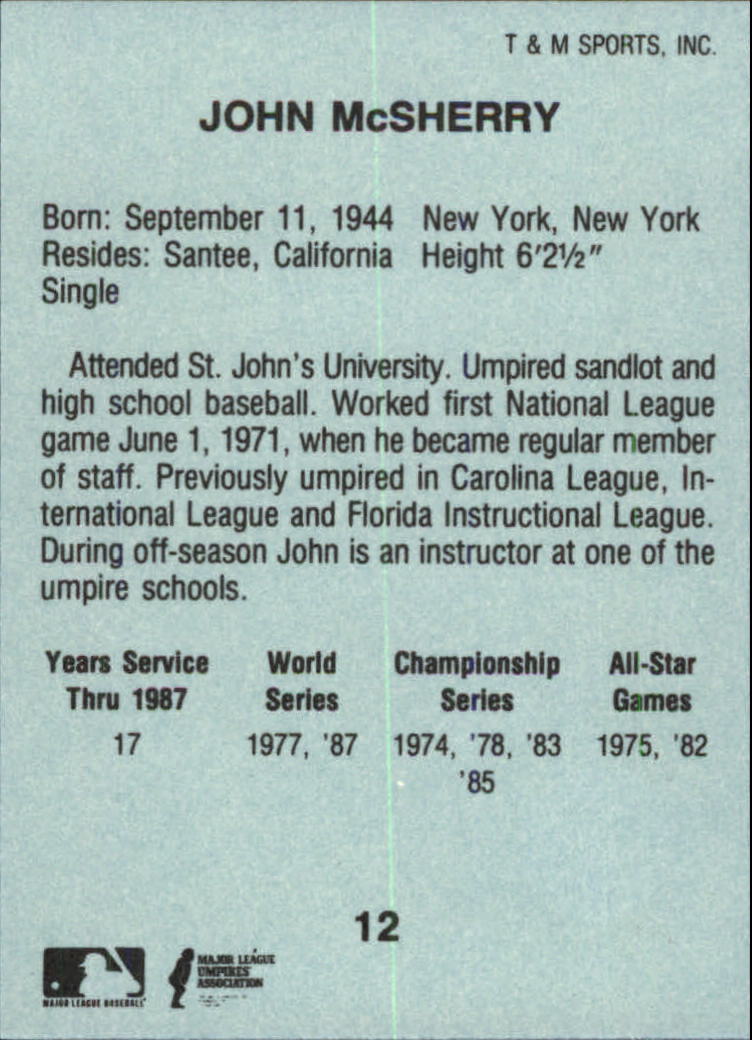 T & M SPORTS, INC.
JOHN McSHERRY
Born: September 11, 1944 New York, New York
Resides: Santee, California Height 6'2½"
Single
Attended St. John's University. Umpired sandlot and
high school baseball. Worked first National League
game June 1, 1971, when he became regular member
of staff. Previously umpired in Carolina League, In-
ternational League and Florida Instructional League.
During off-season John is an instructor at one of the
umpire schools.
Years Service World Championship All-Star
Thru 1987 Series Series Games
17 1977, '87 1974, '78, '83 1975, '82
'85
12
MAJOR LEAGUE BASEBALL
MAJOR LEAGUE
UMPIRES
ASSOCIATION